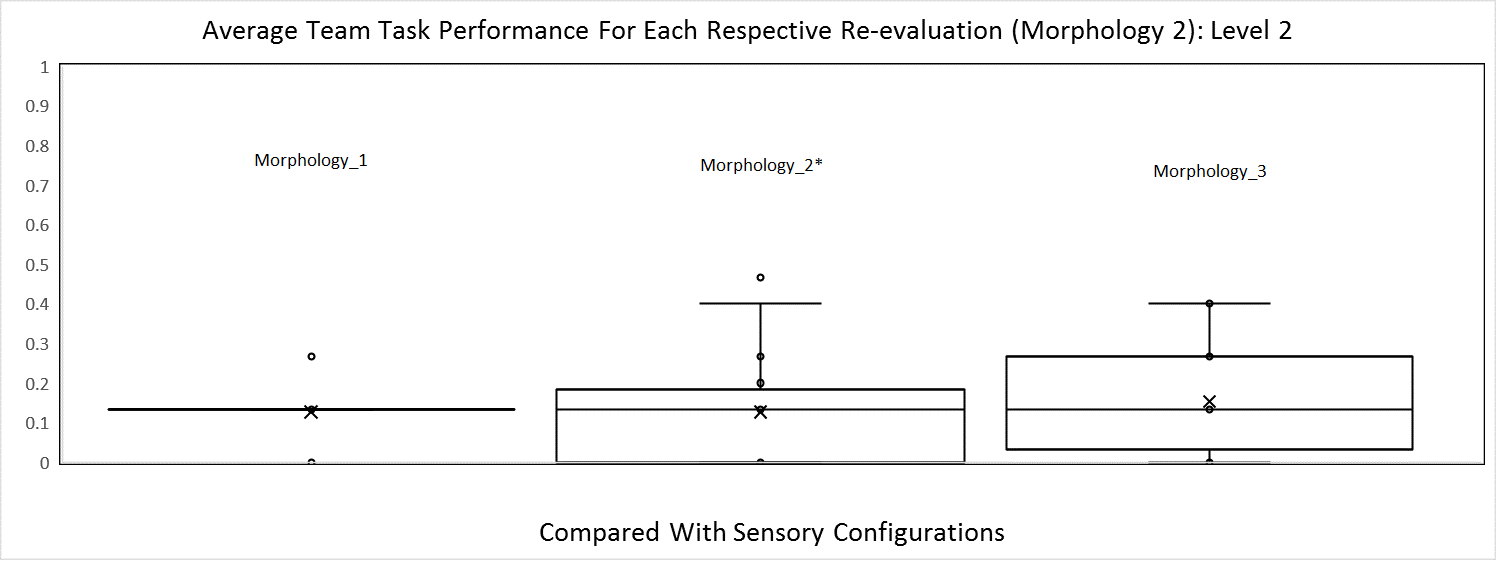 Average Team Task Performance For Each Respective Re-evaluation (Morphology 2): Level 2
1
0.9
0.8
0.7
0.6
0.5
0.4
0.3
0.2
0.1
0
Morphology_1
Morphology_2*
Morphology_3
Compared With Sensory Configurations